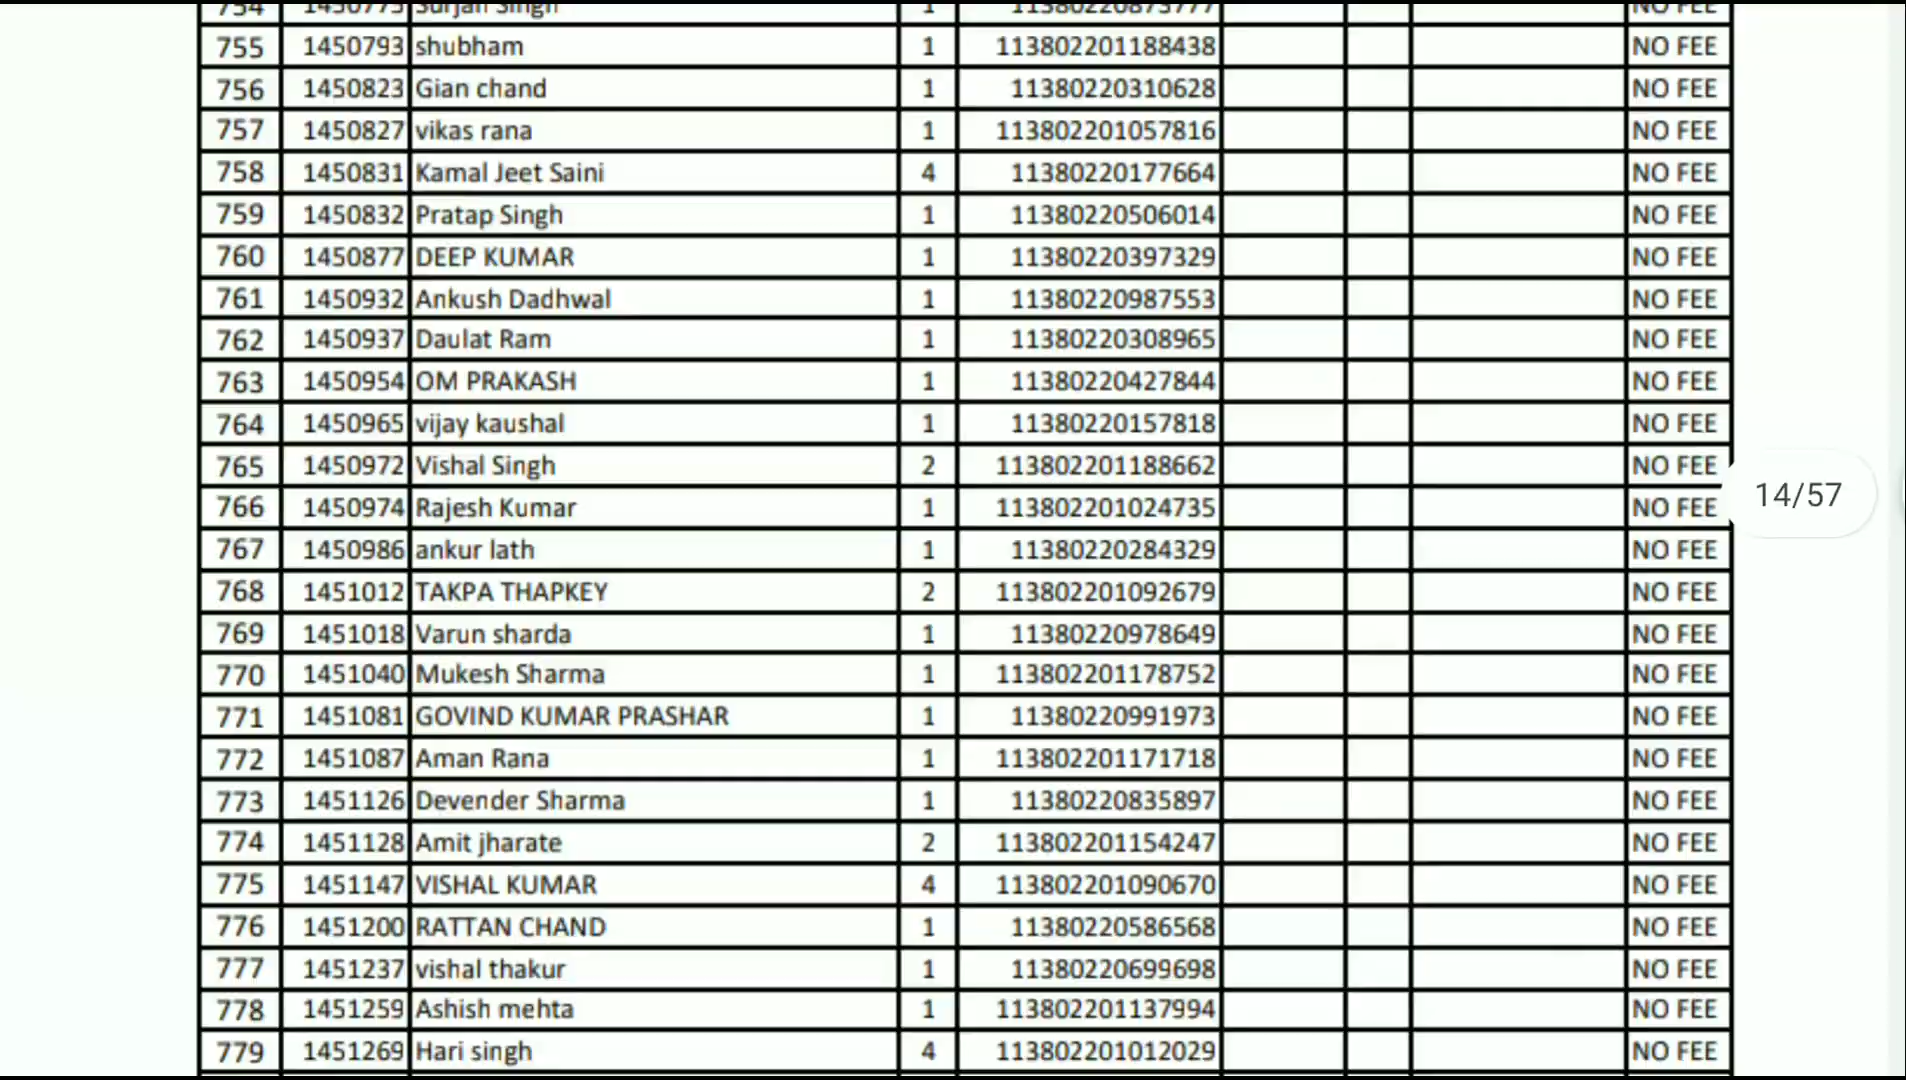 754 1450775 Surjan Singh 1 11380220873777 NO FEE
755 1450793 shubham 1 113802201188438 NO FEE
756 1450823 Gian chand 1 11380220310628 NO FEE
757 1450827 vikas rana 1 113802201057816 NO FEE
758 1450831 Kamal Jeet Saini 4 11380220177664 NO FEE
759 1450832 Pratap Singh 1 11380220506014 NO FEE
760 1450877 DEEP KUMAR 1 11380220397329 NO FEE
761 1450932 Ankush Dadhwal 1 11380220987553 NO FEE
762 1450937 Daulat Ram 1 11380220308965 NO FEE
763 1450954 OM PRAKASH 1 11380220427844 NO FEE
764 1450965 vijay kaushal 1 11380220157818 NO FEE
765 1450972 Vishal Singh 2 113802201188662 NO FEE
14/57
766 1450974 Rajesh Kumar 1 113802201024735 NO FEE
767 1450986 ankur lath 1 11380220284329 NO FEE
768 1451012 TAKPA THAPKEY 2 113802201092679 NO FEE
769 1451018 Varun sharda 1 11380220978649 NO FEE
770 1451040 Mukesh Sharma 1 113802201178752 NO FEE
771 1451081 GOVIND KUMAR PRASHAR 1 11380220991973 NO FEE
772 1451087 Aman Rana 1 113802201171718 NO FEE
773 1451126 Devender Sharma 1 11380220835897 NO FEE
774 1451128 Amit jharate 2 113802201154247 NO FEE
775 1451147 VISHAL KUMAR 4 113802201090670 NO FEE
776 1451200 RATTAN CHAND 1 11380220586568 NO FEE
777 1451237 vishal thakur 1 11380220699698 NO FEE
778 1451259 Ashish mehta 1 113802201137994 NO FEE
779 1451269 Hari singh 4 113802201012029 NO FEE